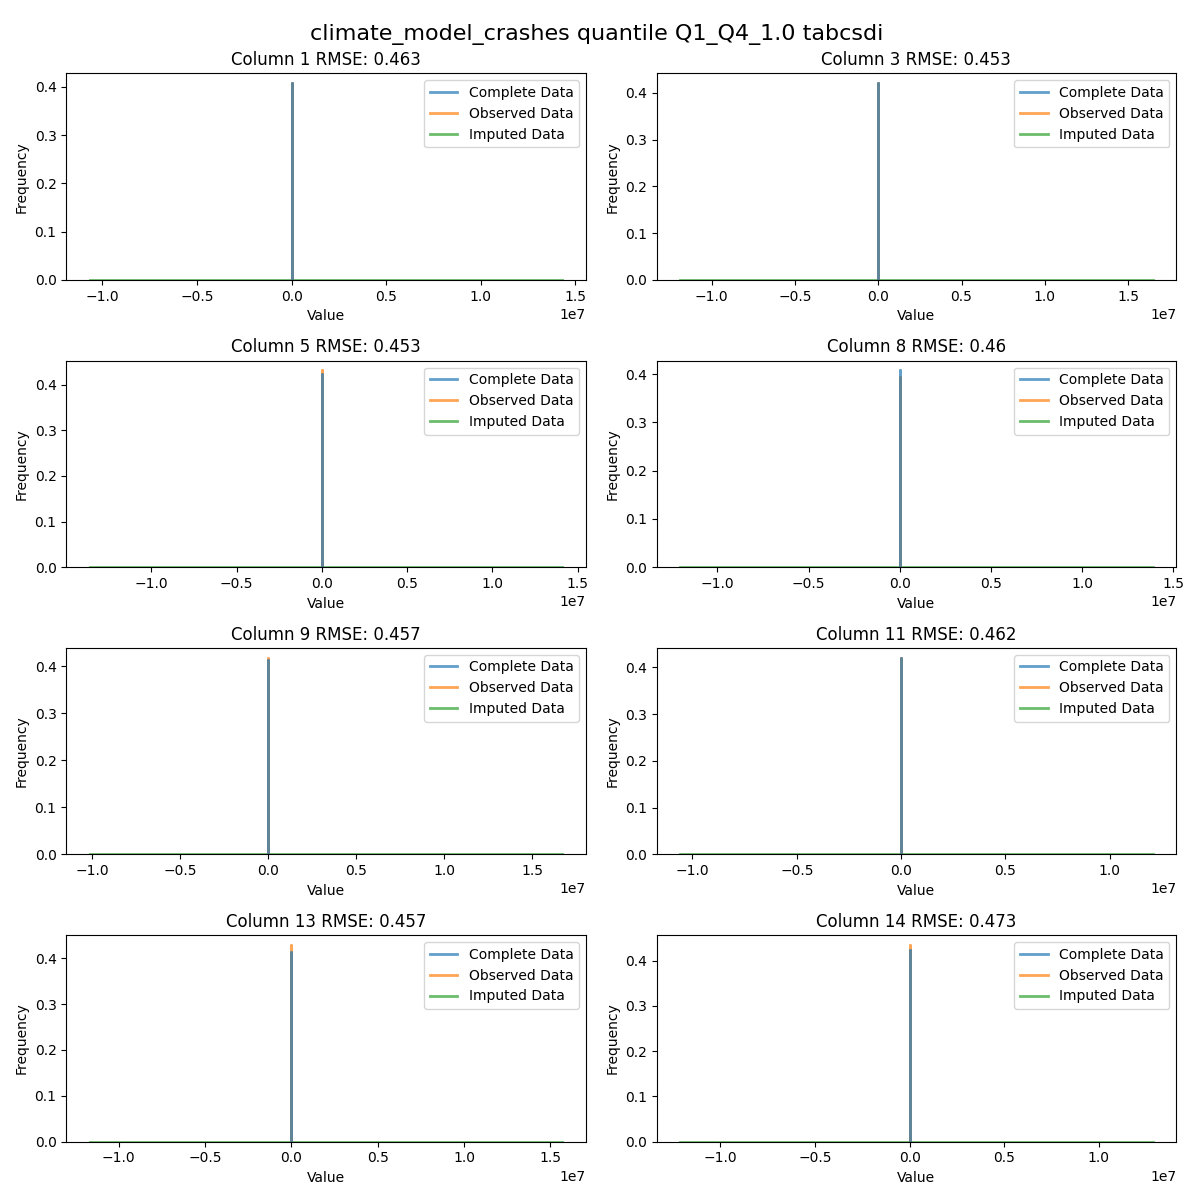 climate_model_crashes quantile Q1_Q4_1.0 tabcsdi
Column 1 RMSE: 0.463
Frequency
0.4
0.3
0.2
0.1
0.0
Complete Data
Observed Data
Imputed Data
−1.0 −0.5 0.0 0.5 1.0 1.5
Value
1e7
Column 3 RMSE: 0.453
Frequency
0.4
0.3
0.2
0.1
0.0
Complete Data
Observed Data
Imputed Data
−1.0 −0.5 0.0 0.5 1.0 1.5
Value
1e7
Column 5 RMSE: 0.453
Frequency
0.4
0.3
0.2
0.1
0.0
Complete Data
Observed Data
Imputed Data
−1.0 −0.5 0.0 0.5 1.0 1.5
Value
1e7
Column 8 RMSE: 0.46
Frequency
0.4
0.3
0.2
0.1
0.0
Complete Data
Observed Data
Imputed Data
−1.0 −0.5 0.0 0.5 1.0 1.5
Value
1e7
Column 9 RMSE: 0.457
Frequency
0.4
0.3
0.2
0.1
0.0
Complete Data
Observed Data
Imputed Data
−1.0 −0.5 0.0 0.5 1.0 1.5
Value
1e7
Column 11 RMSE: 0.462
Frequency
0.4
0.3
0.2
0.1
0.0
Complete Data
Observed Data
Imputed Data
−1.0 −0.5 0.0 0.5 1.0
Value
1e7
Column 13 RMSE: 0.457
Frequency
0.4
0.3
0.2
0.1
0.0
Complete Data
Observed Data
Imputed Data
−1.0 −0.5 0.0 0.5 1.0 1.5
Value
1e7
Column 14 RMSE: 0.473
Frequency
0.4
0.3
0.2
0.1
0.0
Complete Data
Observed Data
Imputed Data
−1.0 −0.5 0.0 0.5 1.0
Value
1e7